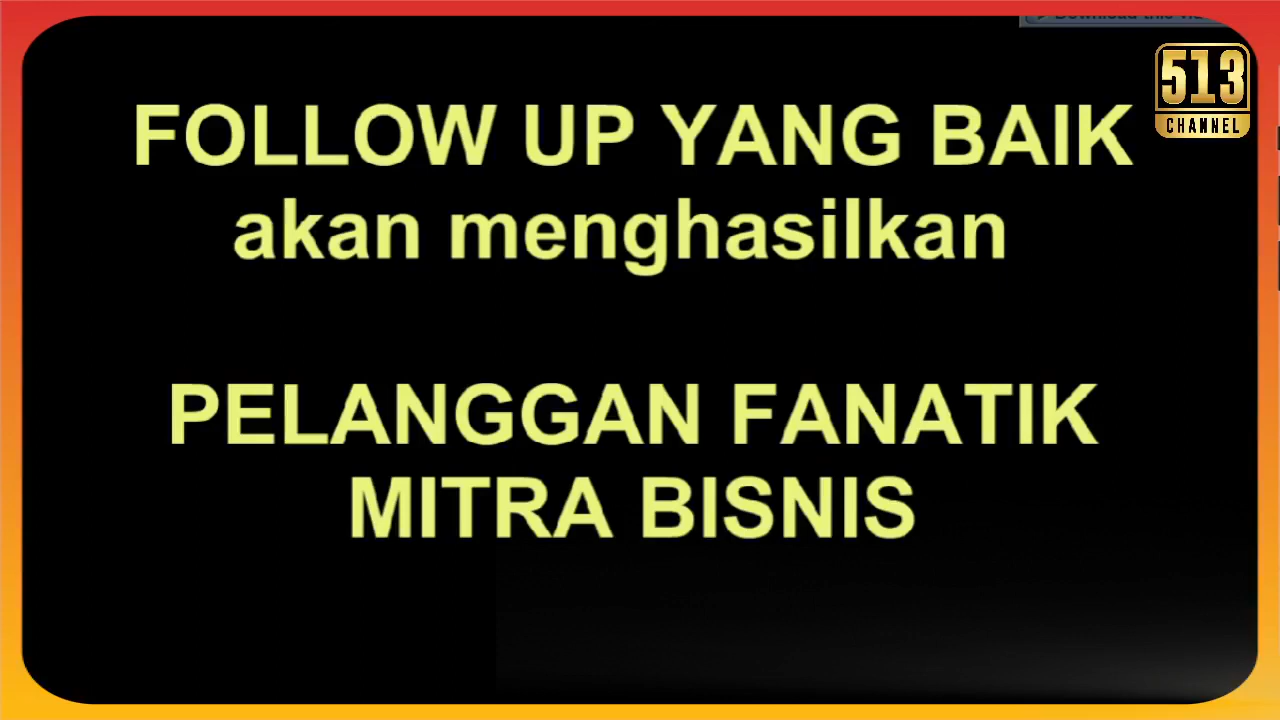 513
CHANNEL
FOLLOW UP YANG BAIK
akan menghasilkan
PELANGGAN FANATIK
MITRA BISNIS